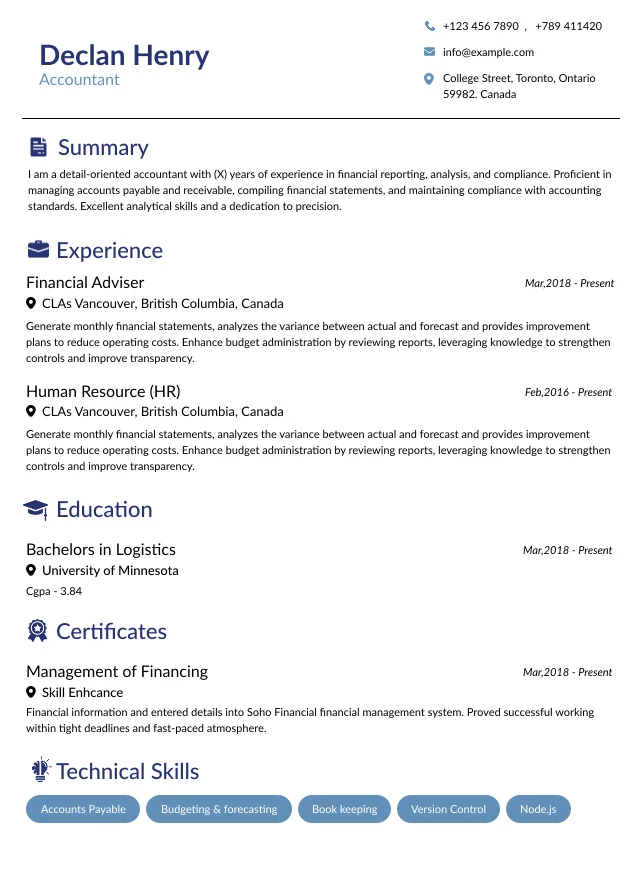 Declan Henry
Accountant
+123 456 7890 , +789 411420
info@example.com
College Street, Toronto, Ontario
59982. Canada
Summary
I am a detail-oriented accountant with (X) years of experience in financial reporting, analysis, and compliance. Proficient in
managing accounts payable and receivable, compiling financial statements, and maintaining compliance with accounting
standards. Excellent analytical skills and a dedication to precision.
Experience
Financial Adviser
Mar,2018 - Present
CLAs Vancouver, British Columbia, Canada
Generate monthly financial statements, analyzes the variance between actual and forecast and provides improvement
plans to reduce operating costs. Enhance budget administration by reviewing reports, leveraging knowledge to strengthen
controls and improve transparency.
Human Resource (HR)
Feb,2016 - Present
CLAs Vancouver, British Columbia, Canada
Generate monthly financial statements, analyzes the variance between actual and forecast and provides improvement
plans to reduce operating costs. Enhance budget administration by reviewing reports, leveraging knowledge to strengthen
controls and improve transparency.
Education
Bachelors in Logistics
Mar,2018 - Present
University of Minnesota
Cgpa - 3.84
Certificates
Management of Financing
Mar,2018 - Present
Skill Enhcance
Financial information and entered details into Soho Financial financial management system. Proved successful working
within tight deadlines and fast-paced atmosphere.
Technical Skills
Accounts Payable
Budgeting & forecasting
Book keeping
Version Control
Node.js